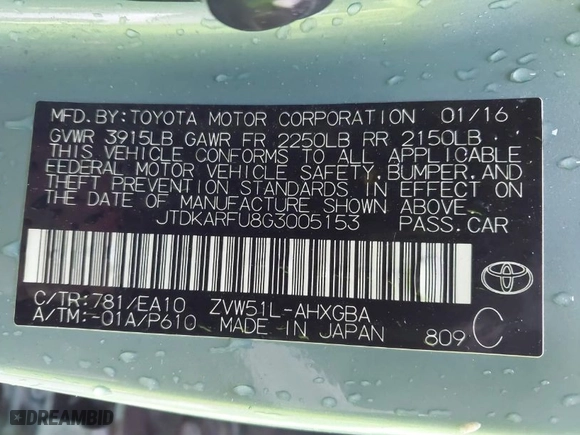 MFD.BY:TOYOTA MOTOR CORPORATION 01/16
GVWR 3915LB GAWR FR 2250LB RR 2150LB
THIS VEHICLE CONFORMS TO ALL APPLICABLE
FEDERAL MOTOR VEHICLE SAFETY,BUMPER,AND
THEFT PREVENTION STANDARDS IN EFFECT ON
THE DATE OF MANUFACTURE SHOWN ABOVE.
JTDKARFU8G3005153 PASS.CAR
C/TR:781/EA10 ZVW51L-AHXGBA
A/TM:-01A/P610 MADE IN JAPAN 809 C
DREAMBID